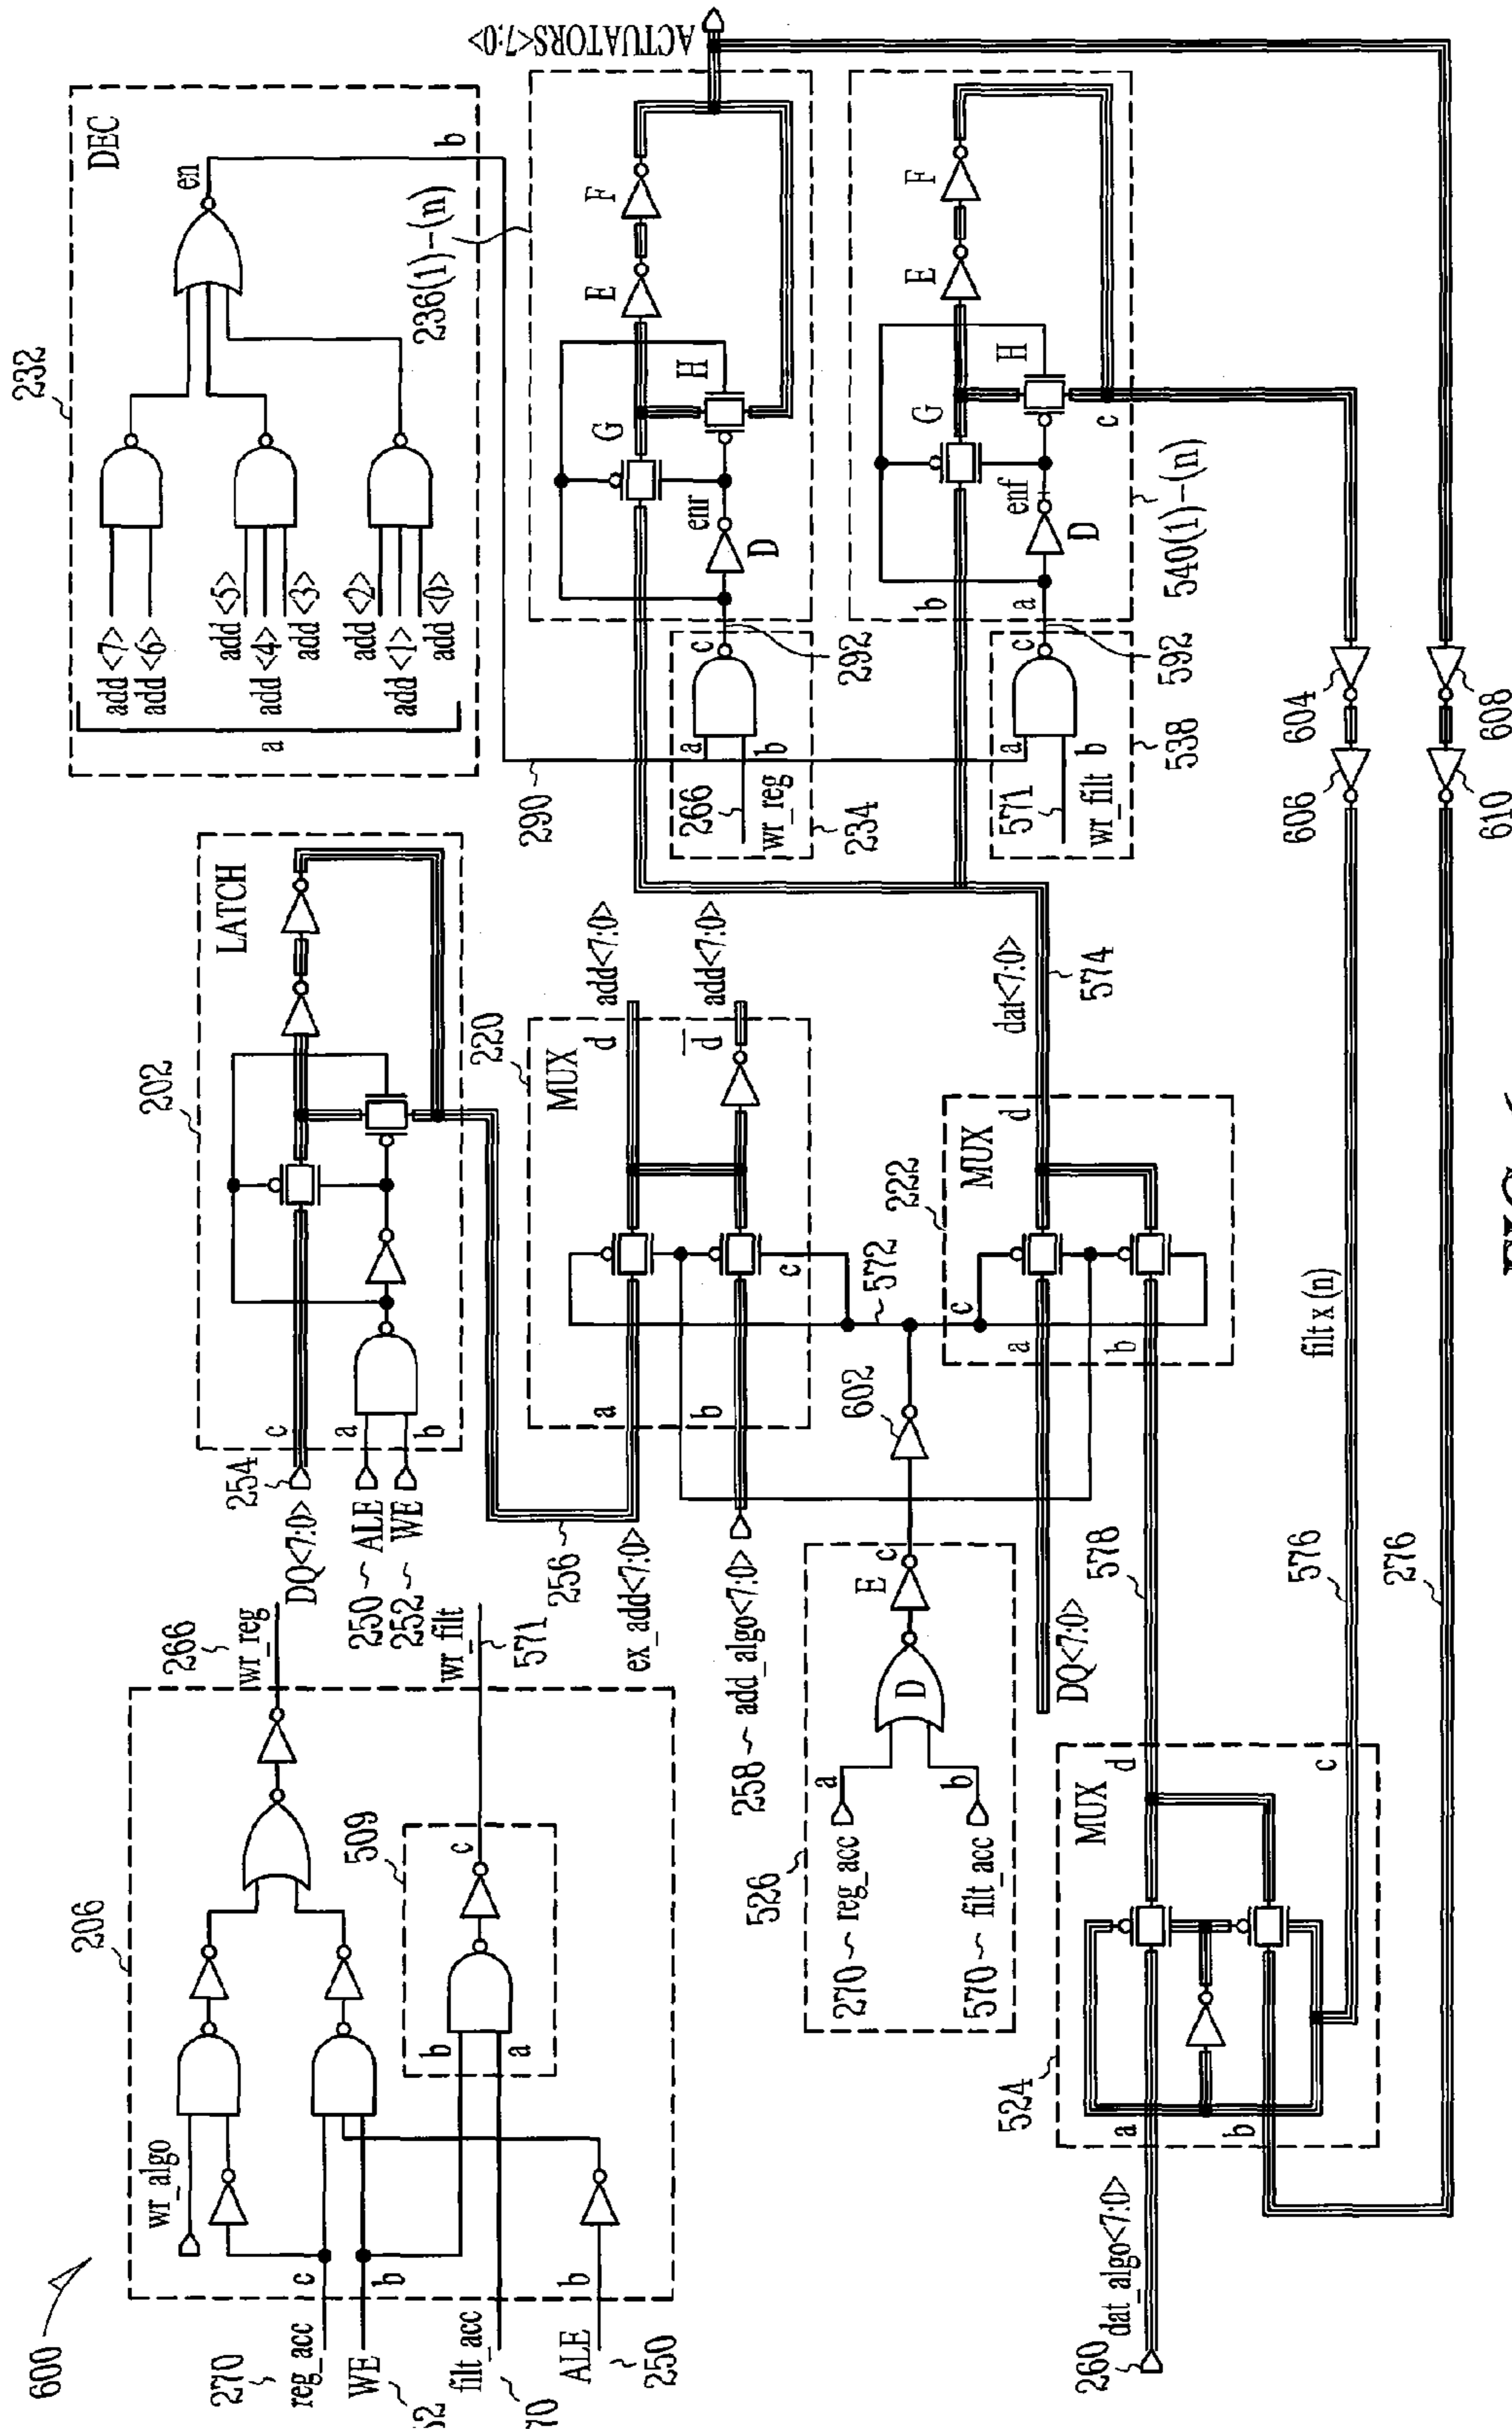 600
206
270
reg_acc
c
WE
b
filt_acc
ALE
250
b
wr_algo
b
a
509
c
266
wr_reg
wr_filt
571
202
LATCH
254
DQ<7:0>
c
250 ~ ALE
a
252 ~ WE
b
256
ex_add<7:0>
258 ~ add_algo<7:0>
220
MUX
a
b
c
d
d
add<7:0>
add<7:0>
232
DEC
a
add<7>
add<6>
add<5>
add<4>
add<3>
add<2>
add<1>
add<0>
en
b
290
236(1)-(n)
ACTUATORS<7:0>
234
266
wr_reg
a
b
c
292
D
enr
G
H
E
F
538
571
wr_filt
a
b
c
592
a
b
D
enf
G
H
E
F
c
540(1)-(n)
526
270 ~ reg_acc
a
570 ~ filt_acc
b
D
E
c
602
572
222
MUX
DQ<7:0>
a
b
c
d
dat<7:0>
574
578
524
MUX
260
dat_algo<7:0>
a
b
d
c
576
filt x (n)
276
606
604
610
608